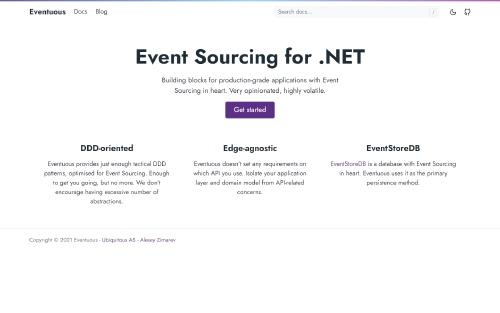 Eventuous Docs Blog Search docs... /
Event Sourcing for .NET
Building blocks for production-grade applications with Event
Sourcing in heart. Very opinionated, highly volatile.
Get started
DDD-oriented
Eventuous provides just enough tactical DDD
patterns, optimised for Event Sourcing. Enough
to get you going, but no more. We don't
encourage having excessive number of
abstractions.
Edge-agnostic
Eventuous doesn't set any requirements on
which API you use. Isolate your application
layer and domain model from API-related
concerns.
EventStoreDB
EventStoreDB is a database with Event Sourcing
in heart. Eventuous uses it as the primary
persistence method.
Copyright © 2021 Eventuous - Ubiquitous AS - Alexey Zimarev